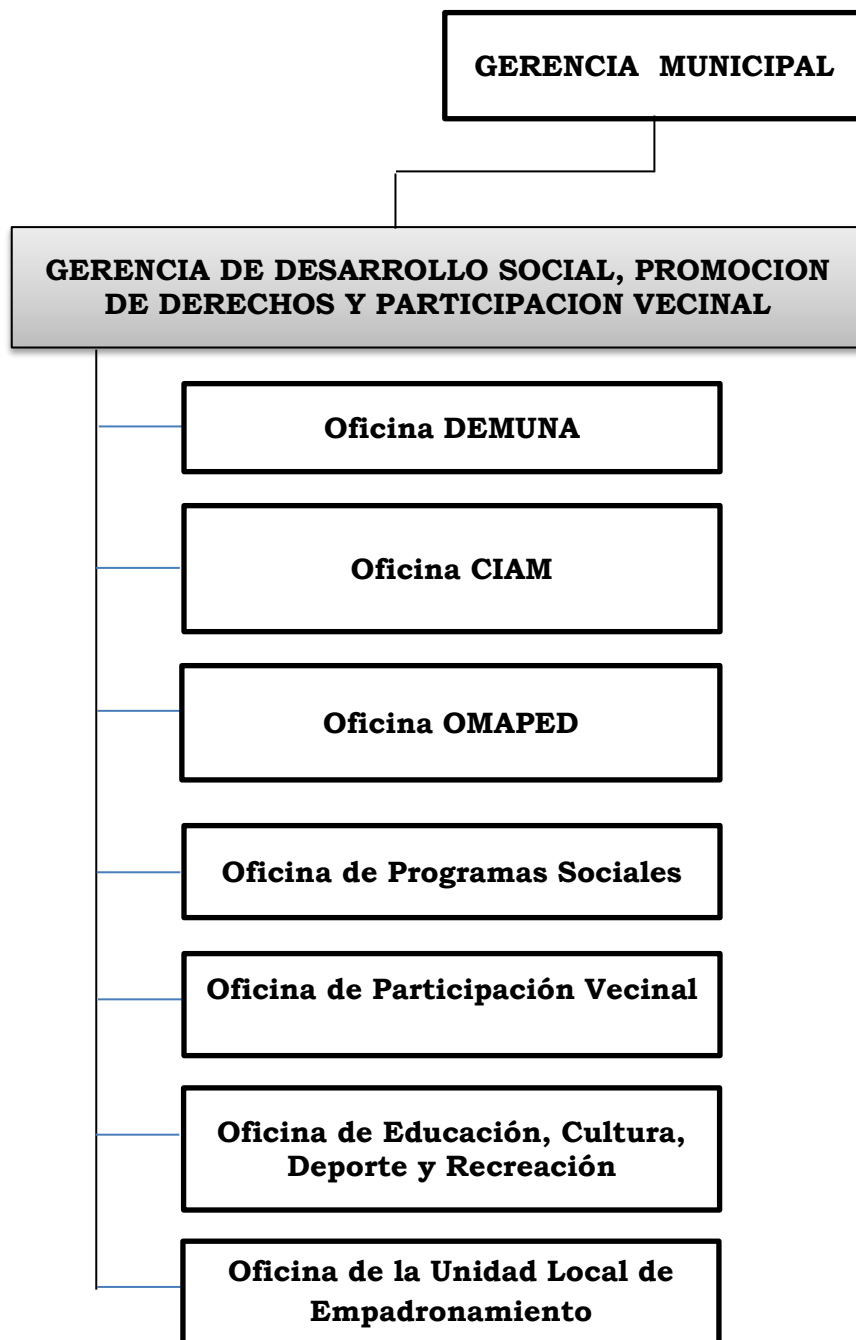 GERENCIA MUNICIPAL
GERENCIA DE DESARROLLO SOCIAL, PROMOCION
DE DERECHOS Y PARTICIPACION VECINAL
Oficina DEMUNA
Oficina CIAM
Oficina OMAPED
Oficina de Programas Sociales
Oficina de Participación Vecinal
Oficina de Educación, Cultura,
Deporte y Recreación
Oficina de la Unidad Local de
Empadronamiento